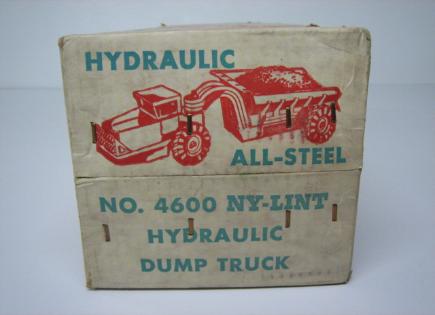 HYDRAULIC
ALL-STEEL
NO. 4600 NY-LINT
HYDRAULIC
DUMP TRUCK